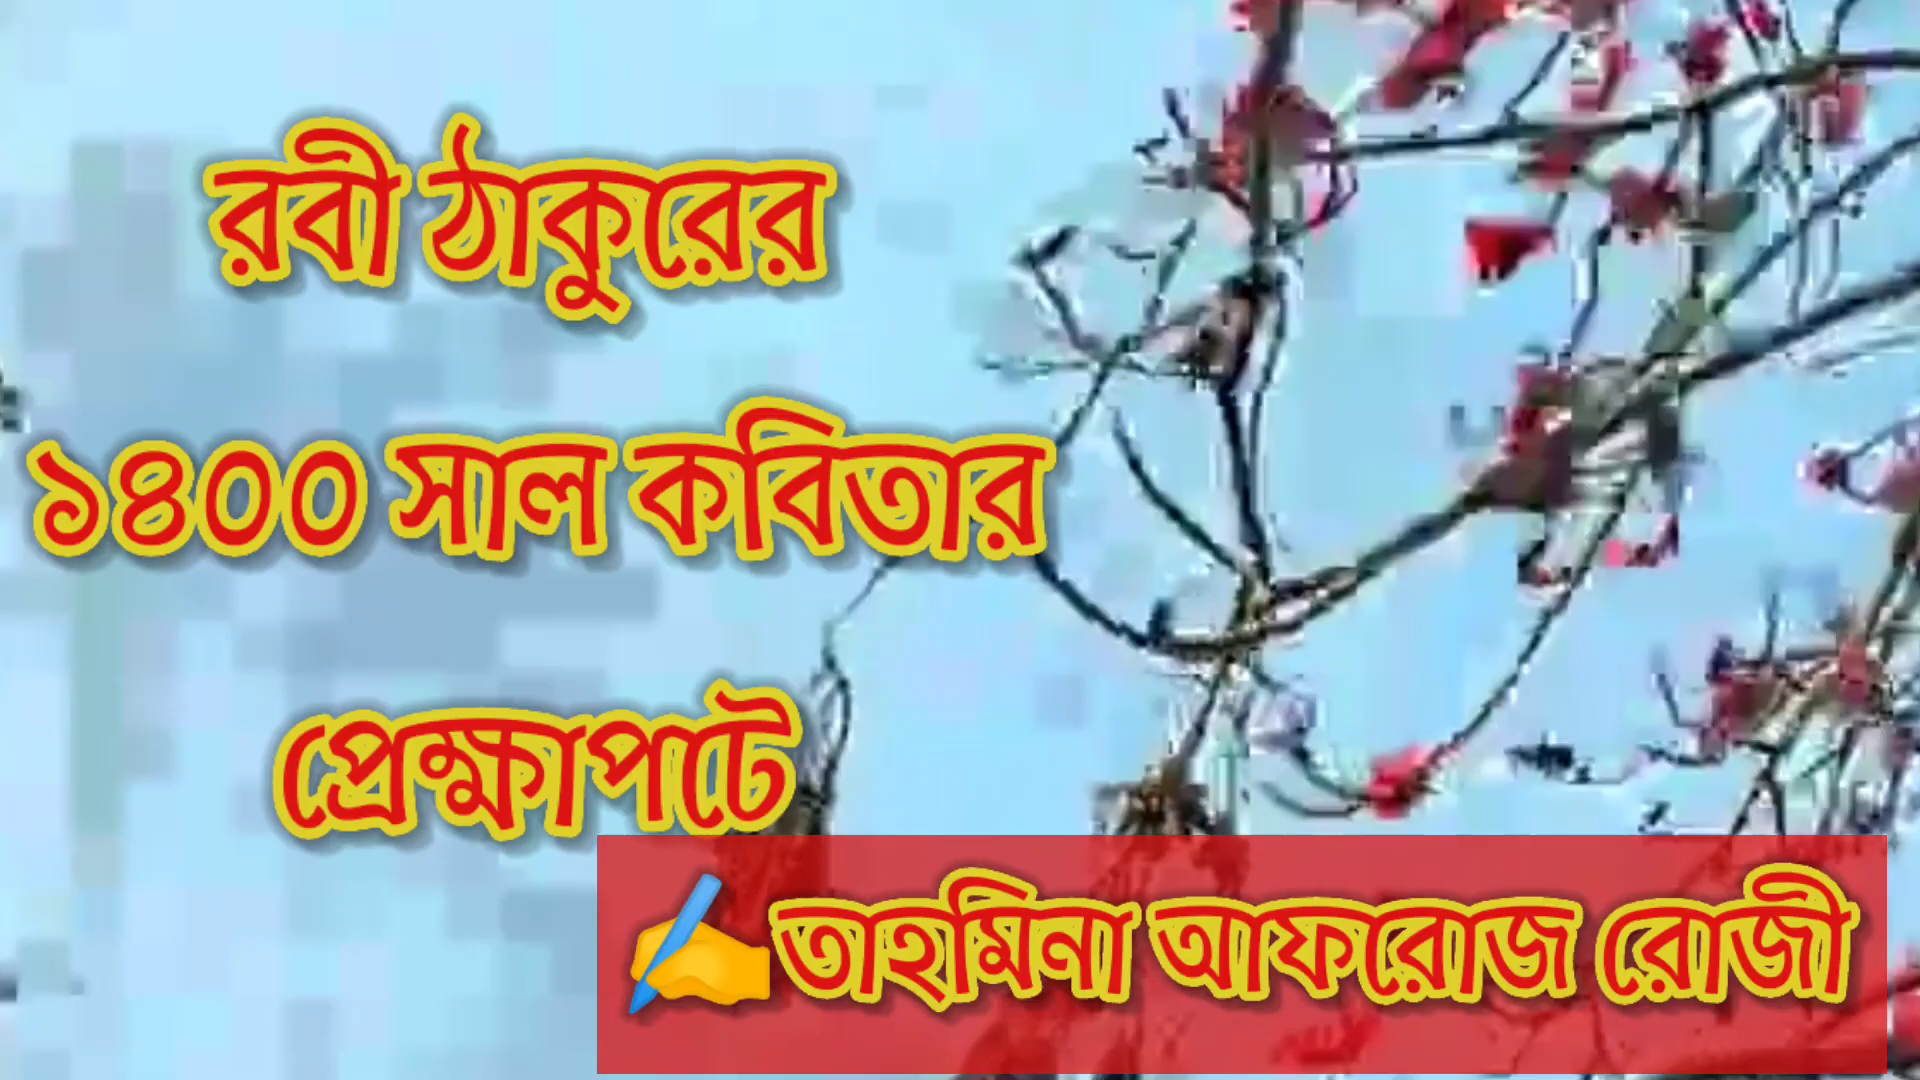 রবী ঠাকুরের
১৪০০ সাল কবিতার
প্রেক্ষাপটে
✍তাহমিনা আফরোজ রোজী